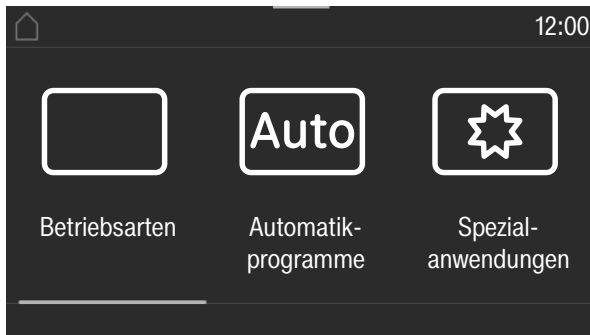 12:00
Auto
Betriebsarten
Automatik-
programme
Spezial-
anwendungen